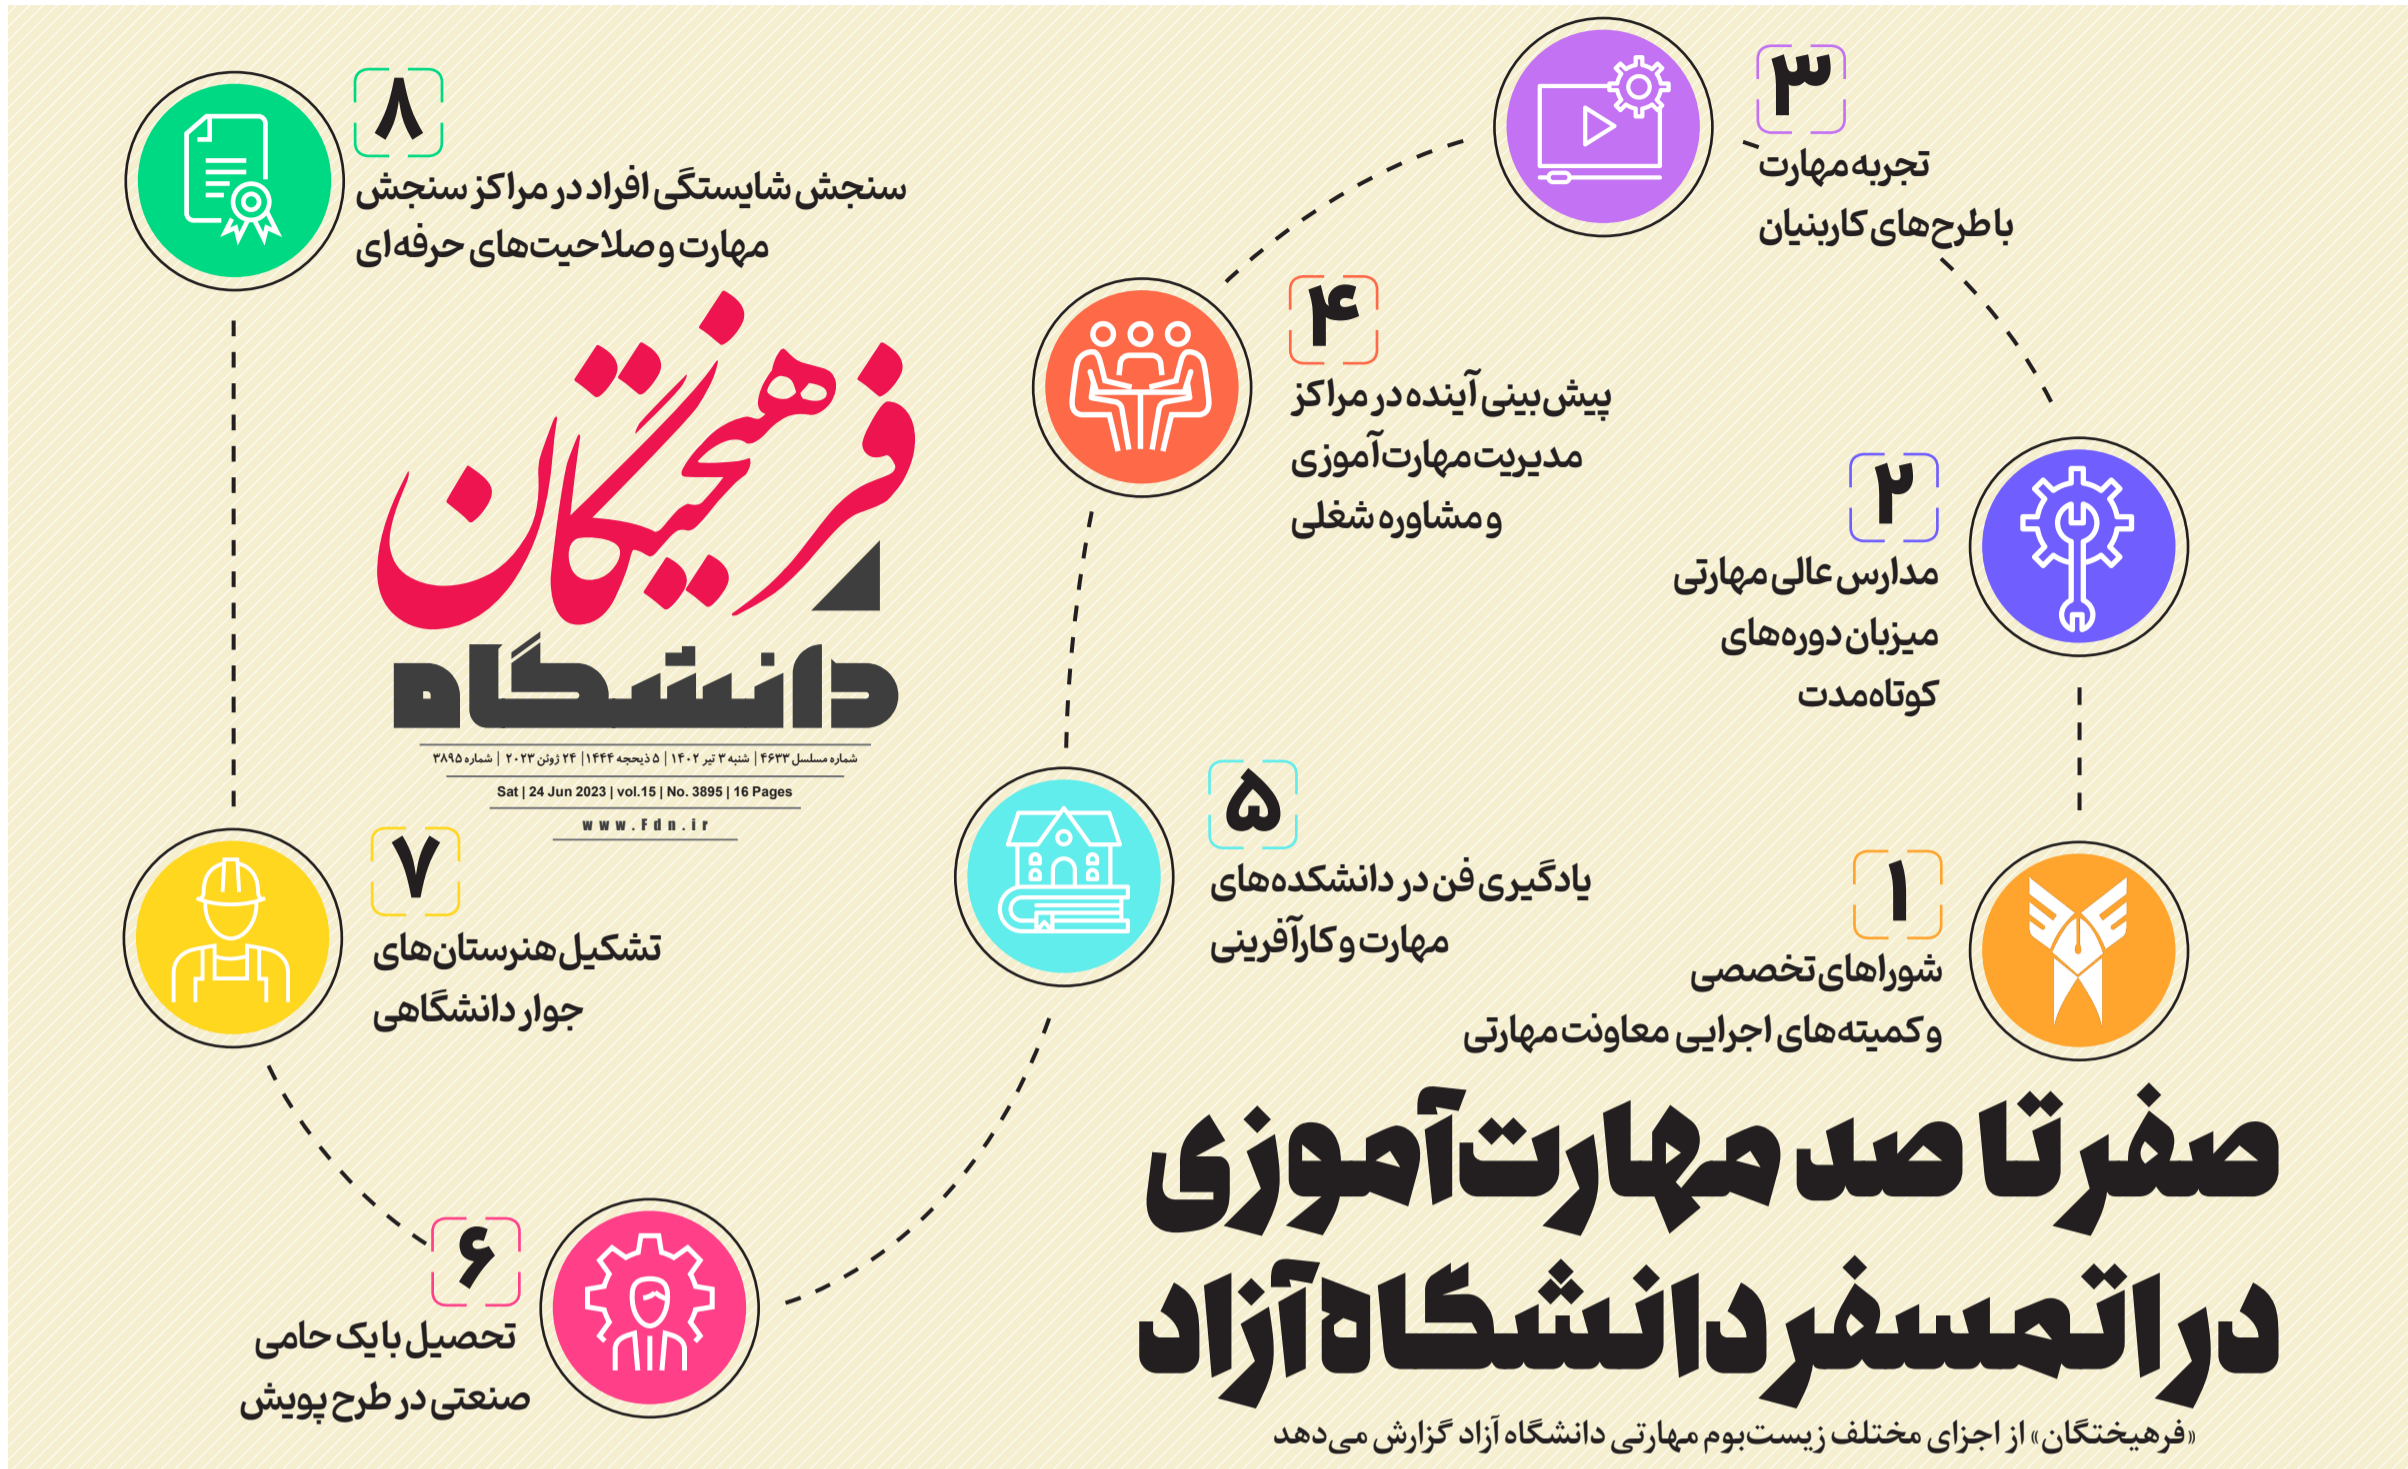 ۳
تجربه مهارت
با طرح‌های کاربنیان
۸
سنجش شایستگی افراد در مراکز سنجش
مهارت و صلاحیت‌های حرفه‌ای
فرهیختگان
دانشگاه
شماره مسلسل ۴۶۳۳ | شنبه ۳ تیر ۱۴۰۲ | ۵ ذیحجه ۱۴۴۴ | ۲۴ ژوئن ۲۰۲۳ | شماره ۳۸۹۵
Sat | 24 Jun 2023 | vol.15 | No. 3895 | 16 Pages
www.Fdn.ir
۴
پیش‌بینی آینده در مراکز
مدیریت مهارت‌آموزی
و مشاوره شغلی
۲
مدارس عالی مهارتی
میزبان دوره‌های
کوتاه‌مدت
۵
یادگیری فن در دانشکده‌های
مهارت و کارآفرینی
۱
شوراهای تخصصی
و کمیته‌های اجرایی معاونت مهارتی
۷
تشکیل هنرستان‌های
جوار دانشگاهی
۶
تحصیل با یک حامی
صنعتی در طرح پویش
صفر تا صد مهارت‌آموزی
در اتمسفر دانشگاه آزاد
«فرهیختگان» از اجزای مختلف زیست‌بوم مهارتی دانشگاه آزاد گزارش می‌دهد